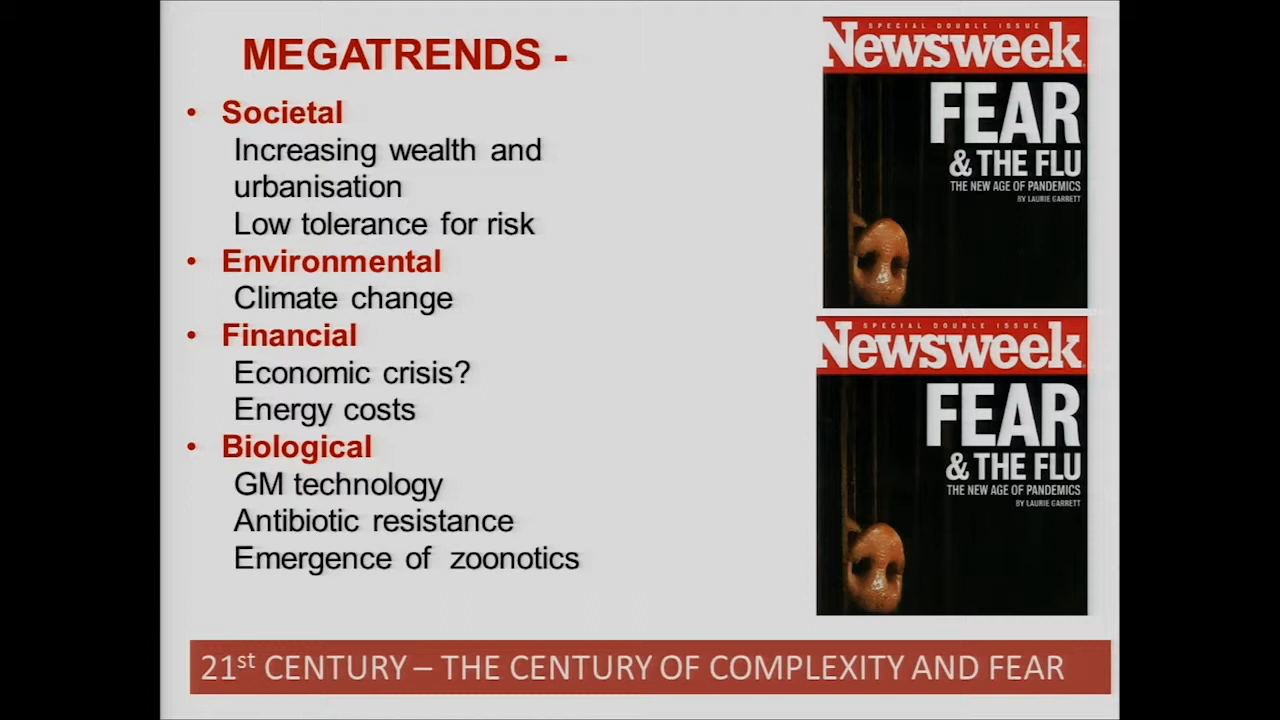 MEGATRENDS -
• Societal
Increasing wealth and
urbanisation
Low tolerance for risk
• Environmental
Climate change
• Financial
Economic crisis?
Energy costs
• Biological
GM technology
Antibiotic resistance
Emergence of zoonotics
SPECIAL DOUBLE ISSUE
Newsweek
FEAR
& THE FLU
THE NEW AGE OF PANDEMICS
BY LAURIE GARRETT
SPECIAL DOUBLE ISSUE
Newsweek
FEAR
& THE FLU
THE NEW AGE OF PANDEMICS
BY LAURIE GARRETT
21st CENTURY – THE CENTURY OF COMPLEXITY AND FEAR